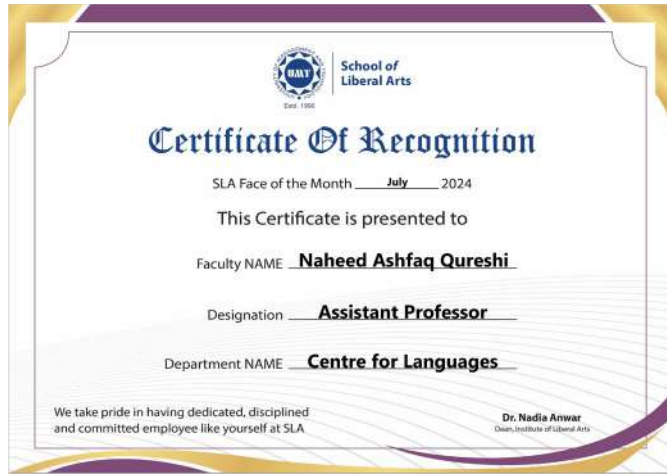 UMT
Estd. 1990
School of
Liberal Arts
Certificate Of Recognition
SLA Face of the Month July 2024
This Certificate is presented to
Faculty NAME Naheed Ashfaq Qureshi
Designation Assistant Professor
Department NAME Centre for Languages
We take pride in having dedicated, disciplined
and committed employee like yourself at SLA
Dr. Nadia Anwar
Dean, Institute of Liberal Arts